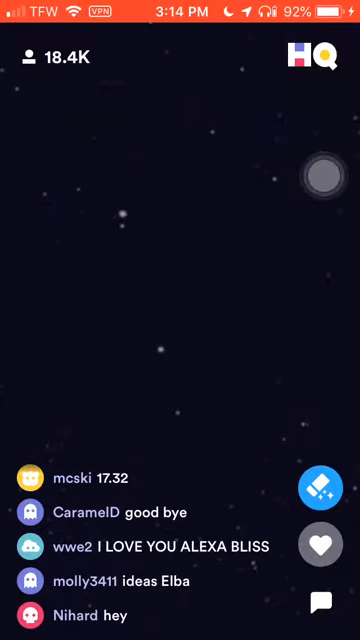 TFW VPN 3:14 PM 92%
18.4K HQ
mcski 17.32
CaramelD good bye
wwe2 I LOVE YOU ALEXA BLISS
molly3411 ideas Elba
Nihard hey